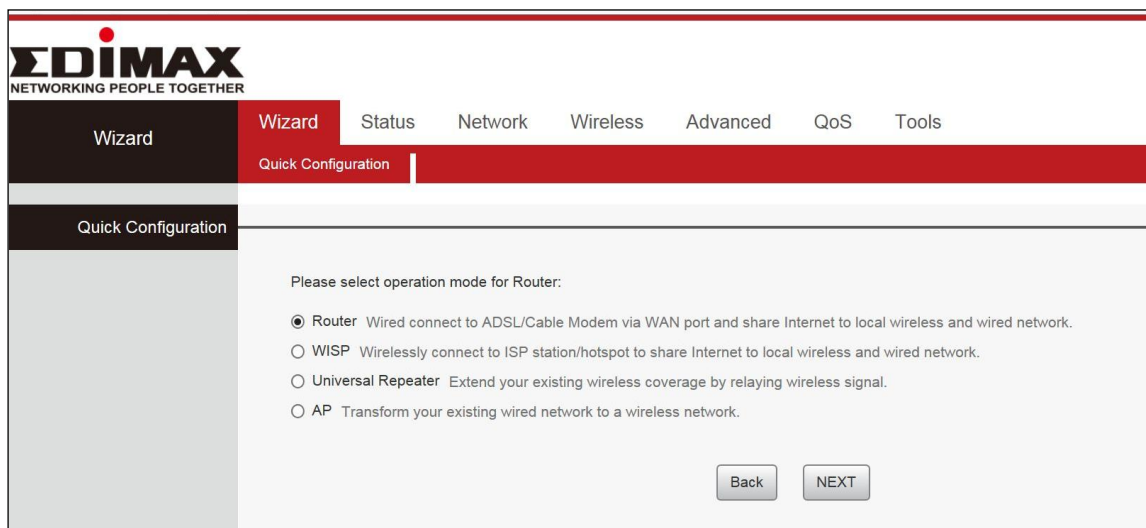 EDIMAX
NETWORKING PEOPLE TOGETHER
Wizard
Wizard Status Network Wireless Advanced QoS Tools
Quick Configuration
Quick Configuration
Please select operation mode for Router:
Router Wired connect to ADSL/Cable Modem via WAN port and share Internet to local wireless and wired network.
WISP Wirelessly connect to ISP station/hotspot to share Internet to local wireless and wired network.
Universal Repeater Extend your existing wireless coverage by relaying wireless signal.
AP Transform your existing wired network to a wireless network.
Back NEXT